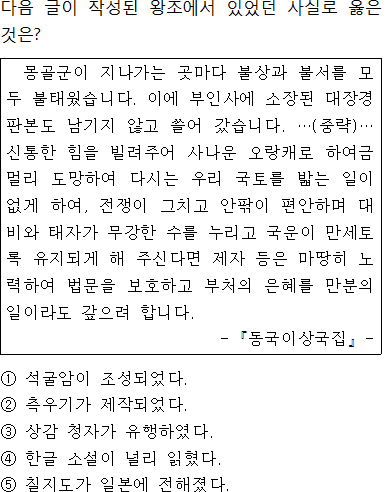 다음 글이 작성된 왕조에서 있었던 사실로 옳은
것은?
몽골군이 지나가는 곳마다 불상과 불서를 모
두 불태웠습니다. 이에 부인사에 소장된 대장경
판본도 남기지 않고 쓸어 갔습니다. …(중략)…
신통한 힘을 빌려주어 사나운 오랑캐로 하여금
멀리 도망하여 다시는 우리 국토를 밟는 일이
없게 하여, 전쟁이 그치고 안팎이 편안하며 대
비와 태자가 무강한 수를 누리고 국운이 만세토
록 유지되게 해 주신다면 제자 등은 마땅히 노
력하여 법문을 보호하고 부처의 은혜를 만분의
일이라도 갚으려 합니다.
- 『동국이상국집』 -
① 석굴암이 조성되었다.
② 측우기가 제작되었다.
③ 상감 청자가 유행하였다.
④ 한글 소설이 널리 읽혔다.
⑤ 칠지도가 일본에 전해졌다.